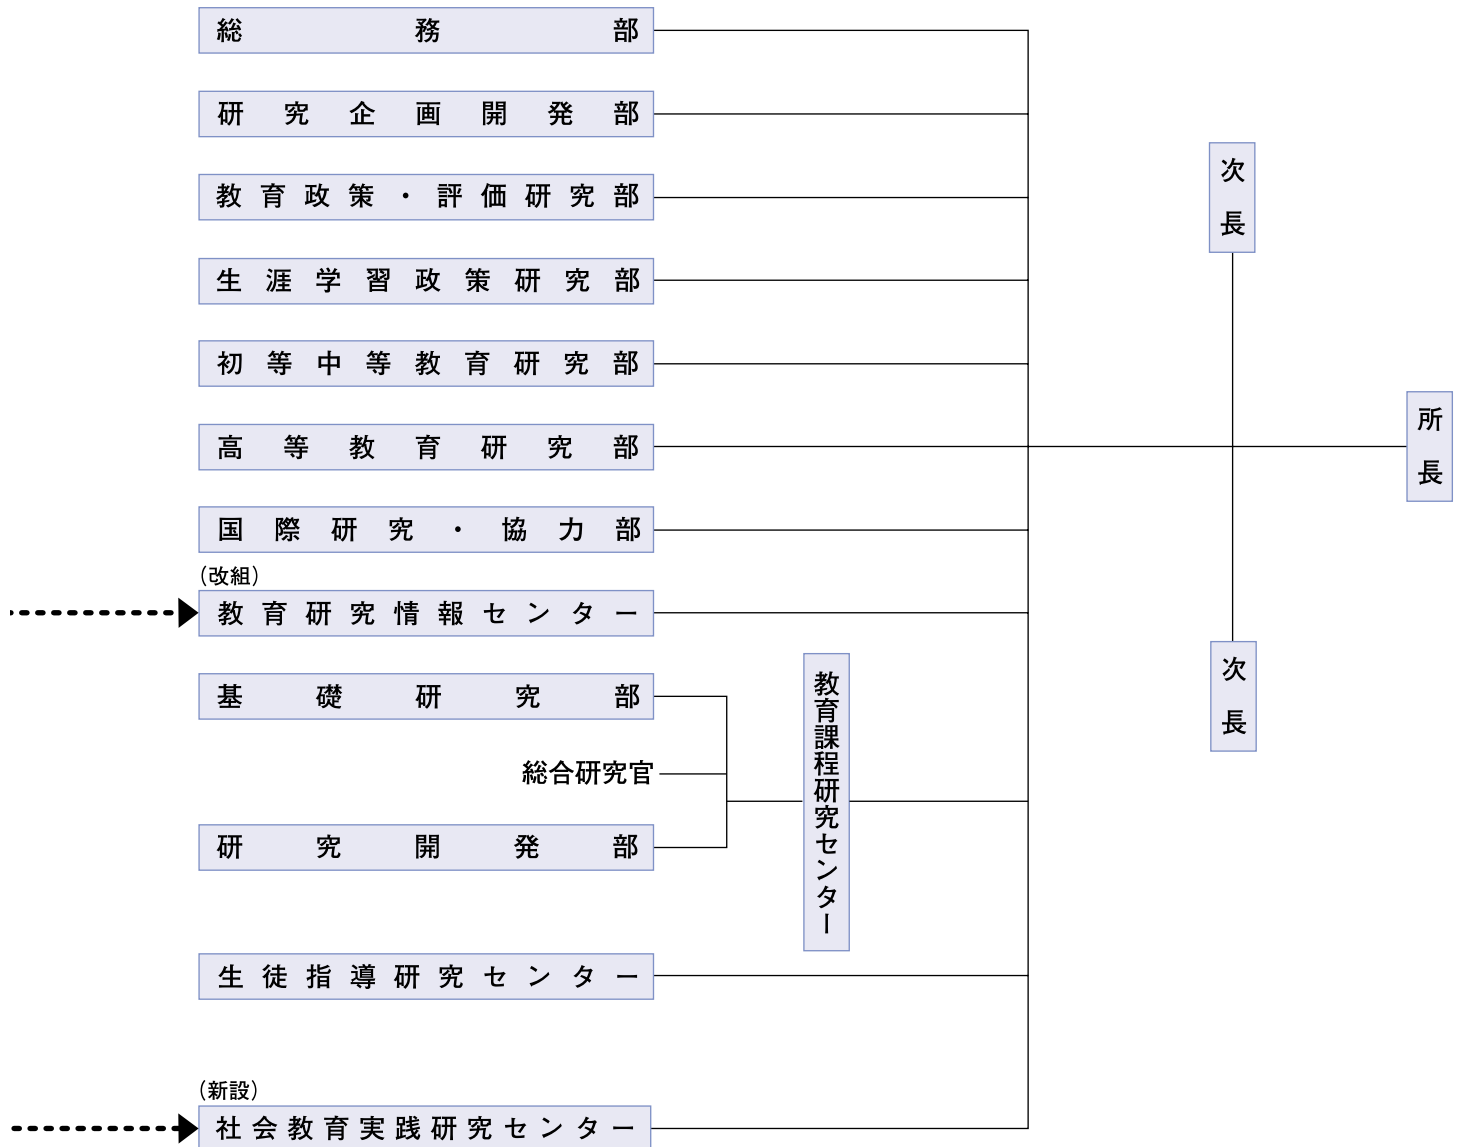 総務部
研究企画開発部
教育政策・評価研究部
生涯学習政策研究部
初等中等教育研究部
高等教育研究部
国際研究・協力部
（改組）
教育研究情報センター
基礎研究部
総合研究官
研究開発部
教育課程研究センター
生徒指導研究センター
（新設）
社会教育実践研究センター
次長
次長
所長